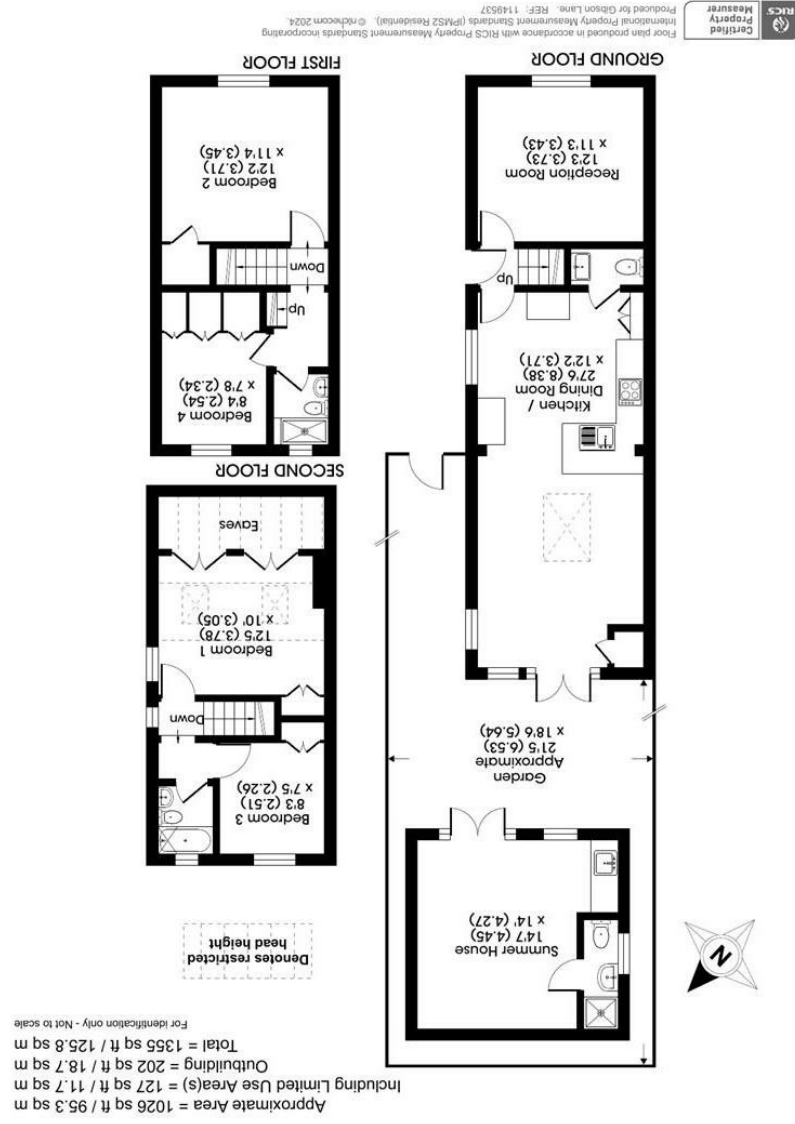 Approximate Area = 1026 sq ft / 95.3 sq m
Including Limited Use Area(s) = 127 sq ft / 11.7 sq m
Outbuilding = 202 sq ft / 18.7 sq m
Total = 1355 sq ft / 125.8 sq m
For identification only - Not to scale
N
Denotes restricted
head height
Summer House
14'7 (4.45)
x 14' (4.27)
Garden
Approximate
21'5 (6.53)
x 18'6 (5.64)
Kitchen /
Dining Room
27'6 (8.38)
x 12'2 (3.71)
Up
Reception Room
12'3 (3.73)
x 11'3 (3.43)
GROUND FLOOR
Bedroom 3
8'3 (2.51)
x 7'5 (2.26)
Down
Bedroom 1
12'5 (3.78)
x 10' (3.05)
Eaves
SECOND FLOOR
Bedroom 4
8'4 (2.54)
x 7'8 (2.34)
Up
Down
Bedroom 2
12'2 (3.71)
x 11'4 (3.45)
FIRST FLOOR
RICS
Certified
Property
Measurer
Floor plan produced in accordance with RICS Property Measurement Standards incorporating
International Property Measurement Standards (IPMS2 Residential). © nichecom 2024.
Produced for Gibson Lane. REF: 1149537